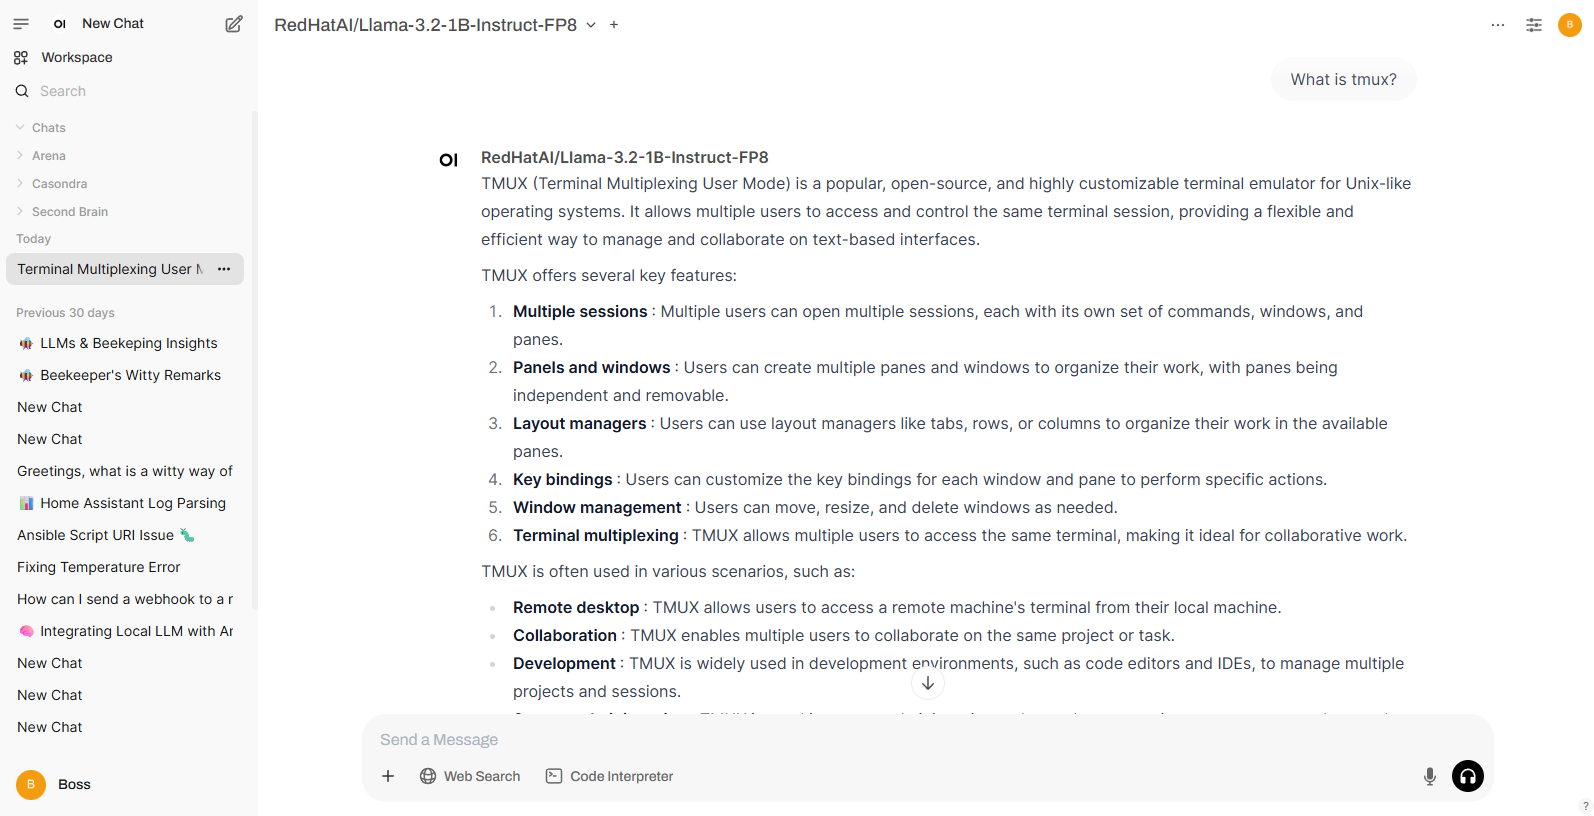 OI New Chat
Workspace
Search
Chats
Arena
Casondra
Second Brain
Today
Terminal Multiplexing User
Previous 30 days
LLMs & Beekeping Insights
Beekeeper's Witty Remarks
New Chat
New Chat
Greetings, what is a witty way of
Home Assistant Log Parsing
Ansible Script URI Issue
Fixing Temperature Error
How can I send a webhook to a r
Integrating Local LLM with Ar
New Chat
New Chat
New Chat
B Boss
RedHatAI/Llama-3.2-1B-Instruct-FP8
B
What is tmux?
OI RedHatAI/Llama-3.2-1B-Instruct-FP8
TMUX (Terminal Multiplexing User Mode) is a popular, open-source, and highly customizable terminal emulator for Unix-like
operating systems. It allows multiple users to access and control the same terminal session, providing a flexible and
efficient way to manage and collaborate on text-based interfaces.
TMUX offers several key features:
1. Multiple sessions : Multiple users can open multiple sessions, each with its own set of commands, windows, and
panes.
2. Panels and windows : Users can create multiple panes and windows to organize their work, with panes being
independent and removable.
3. Layout managers : Users can use layout managers like tabs, rows, or columns to organize their work in the available
panes.
4. Key bindings : Users can customize the key bindings for each window and pane to perform specific actions.
5. Window management : Users can move, resize, and delete windows as needed.
6. Terminal multiplexing : TMUX allows multiple users to access the same terminal, making it ideal for collaborative work.
TMUX is often used in various scenarios, such as:
• Remote desktop : TMUX allows users to access a remote machine's terminal from their local machine.
• Collaboration : TMUX enables multiple users to collaborate on the same project or task.
• Development : TMUX is widely used in development environments, such as code editors and IDEs, to manage multiple
projects and sessions.
Send a Message
Web Search Code Interpreter
?